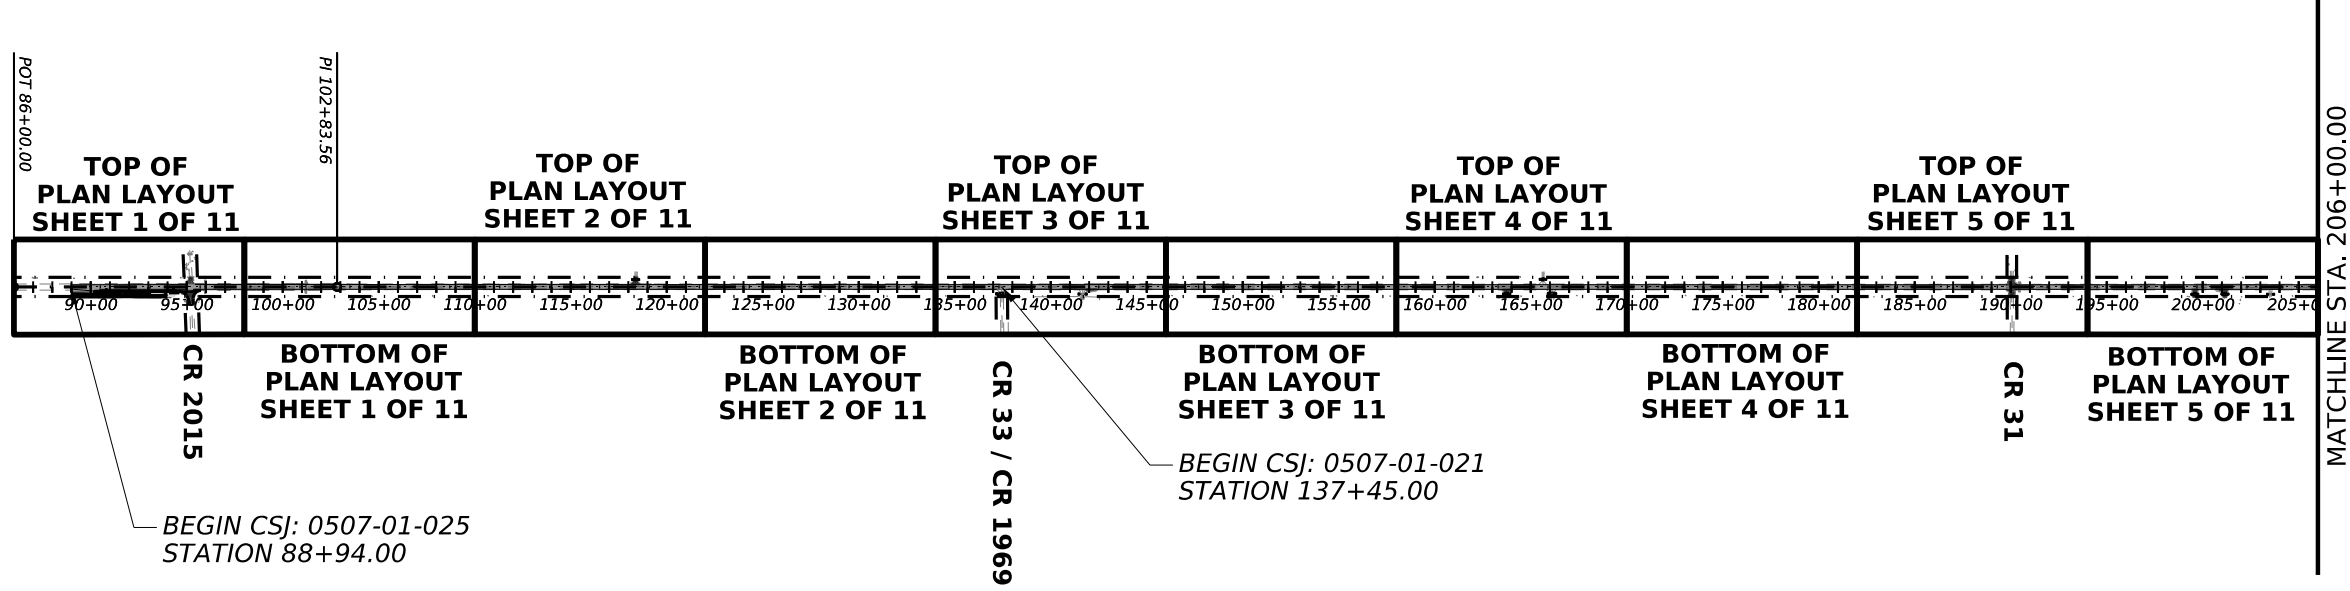 POT 86+00.00
PI 102+83.56
TOP OF
PLAN LAYOUT
SHEET 1 OF 11
TOP OF
PLAN LAYOUT
SHEET 2 OF 11
TOP OF
PLAN LAYOUT
SHEET 3 OF 11
TOP OF
PLAN LAYOUT
SHEET 4 OF 11
TOP OF
PLAN LAYOUT
SHEET 5 OF 11
MATCHLINE STA. 206+00.00
90+00 95+00 100+00 105+00 110+00 115+00 120+00 125+00 130+00 135+00 140+00 145+00 150+00 155+00 160+00 165+00 170+00 175+00 180+00 185+00 190+00 195+00 200+00 205+0
CR 2015
BOTTOM OF
PLAN LAYOUT
SHEET 1 OF 11
BOTTOM OF
PLAN LAYOUT
SHEET 2 OF 11
CR 33 / CR 1969
BOTTOM OF
PLAN LAYOUT
SHEET 3 OF 11
BOTTOM OF
PLAN LAYOUT
SHEET 4 OF 11
CR 31
BOTTOM OF
PLAN LAYOUT
SHEET 5 OF 11
BEGIN CSJ: 0507-01-021
STATION 137+45.00
BEGIN CSJ: 0507-01-025
STATION 88+94.00